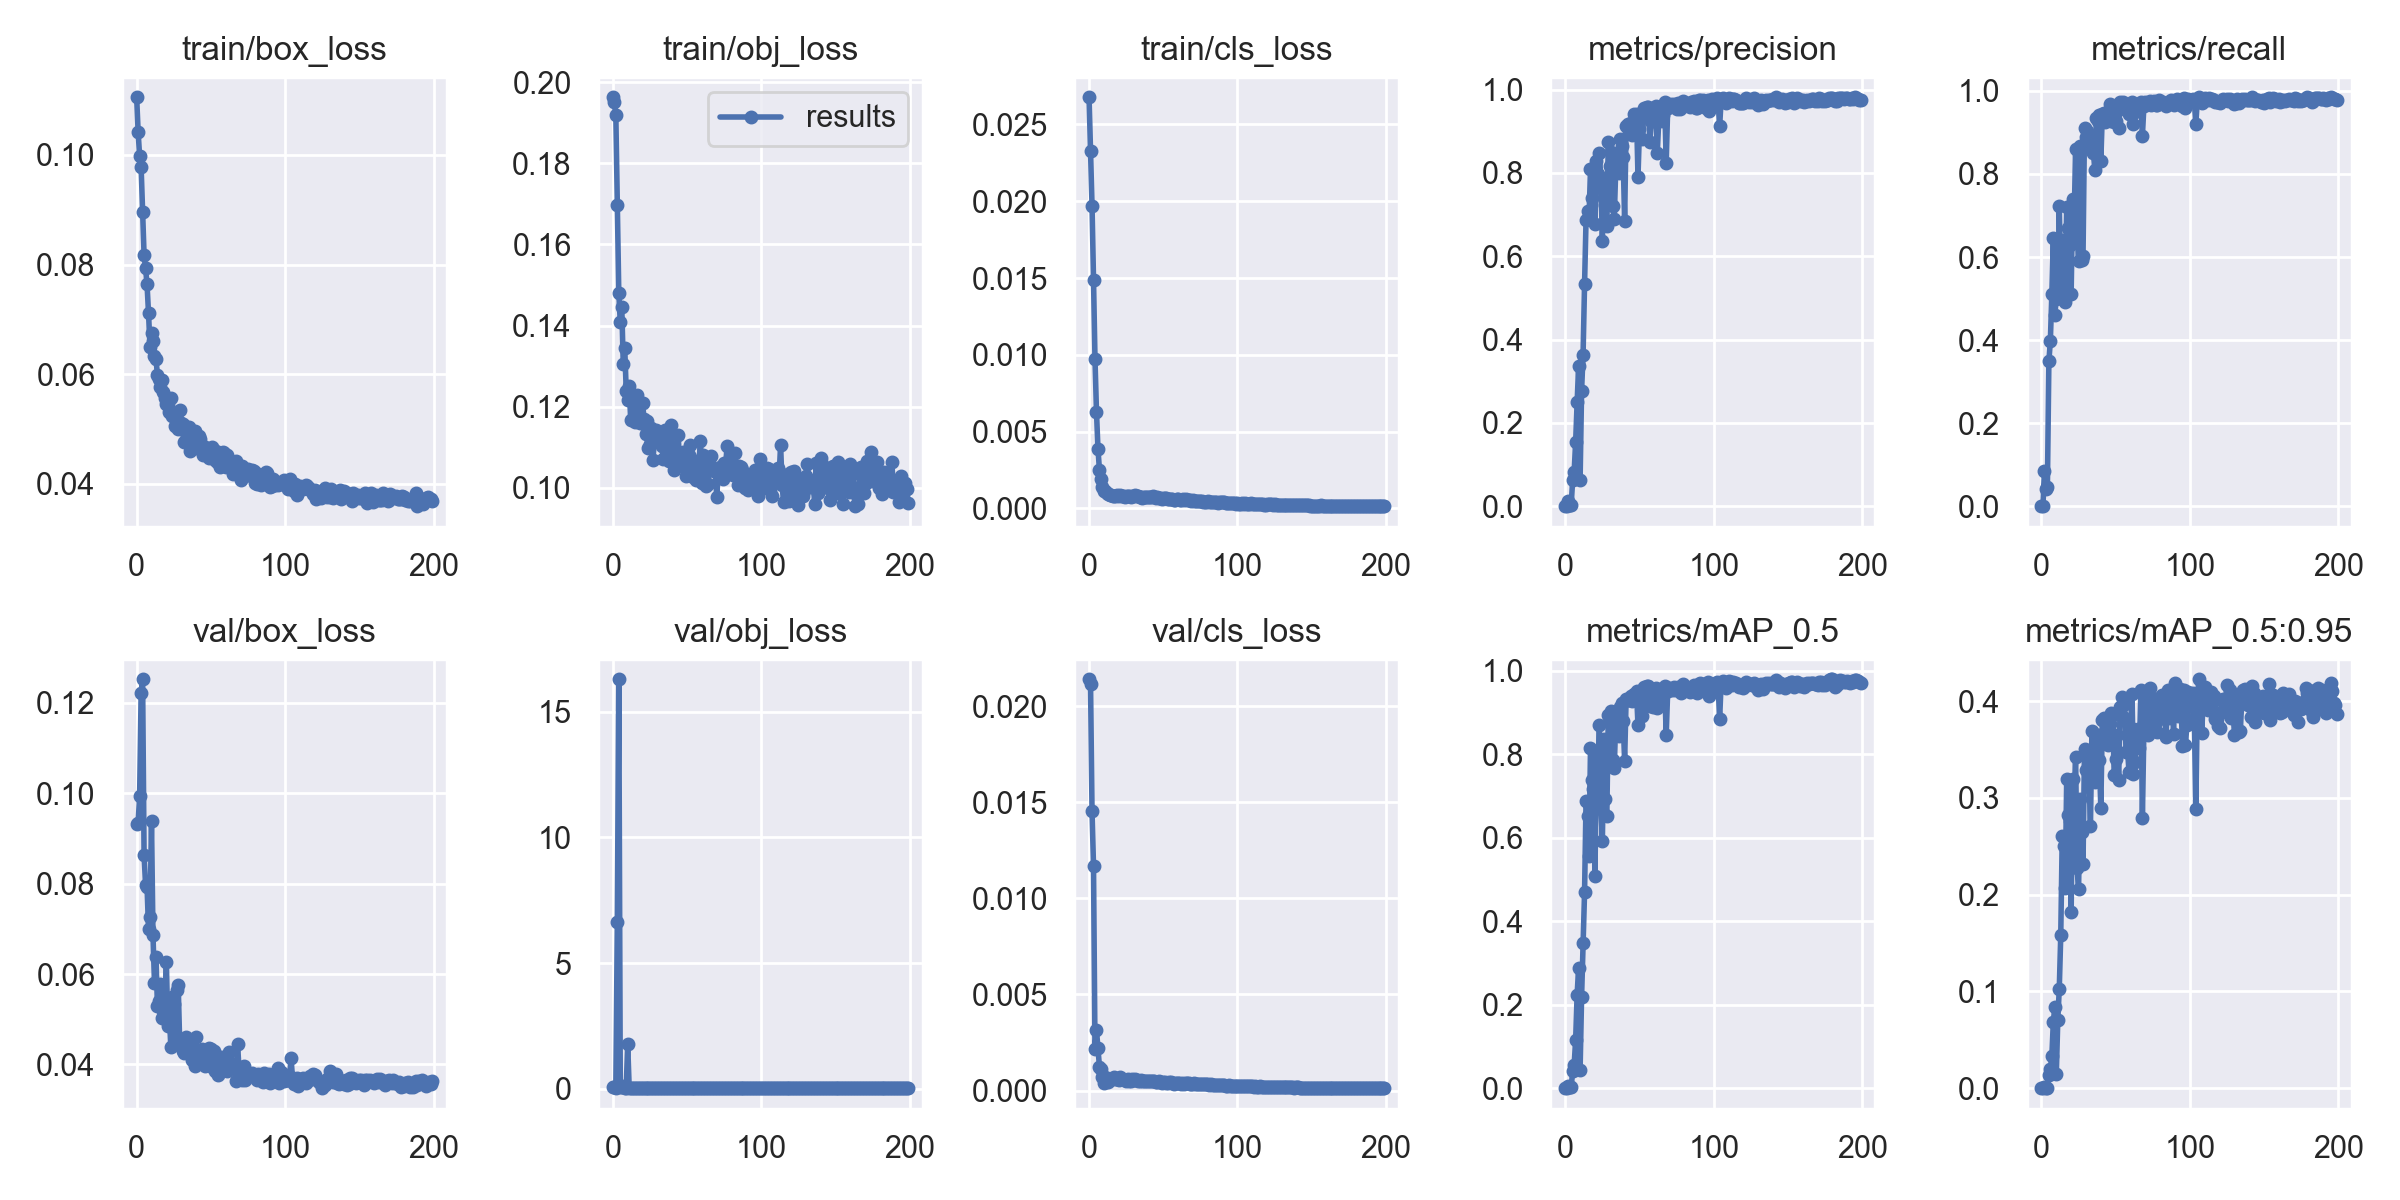 train/box_loss
0.10
0.08
0.06
0.04
0 100 200
train/obj_loss
results
0.20
0.18
0.16
0.14
0.12
0.10
0 100 200
train/cls_loss
0.025
0.020
0.015
0.010
0.005
0.000
0 100 200
metrics/precision
1.0
0.8
0.6
0.4
0.2
0.0
0 100 200
metrics/recall
1.0
0.8
0.6
0.4
0.2
0.0
0 100 200
val/box_loss
0.12
0.10
0.08
0.06
0.04
0 100 200
val/obj_loss
15
10
5
0
0 100 200
val/cls_loss
0.020
0.015
0.010
0.005
0.000
0 100 200
metrics/mAP_0.5
1.0
0.8
0.6
0.4
0.2
0.0
0 100 200
metrics/mAP_0.5:0.95
0.4
0.3
0.2
0.1
0.0
0 100 200